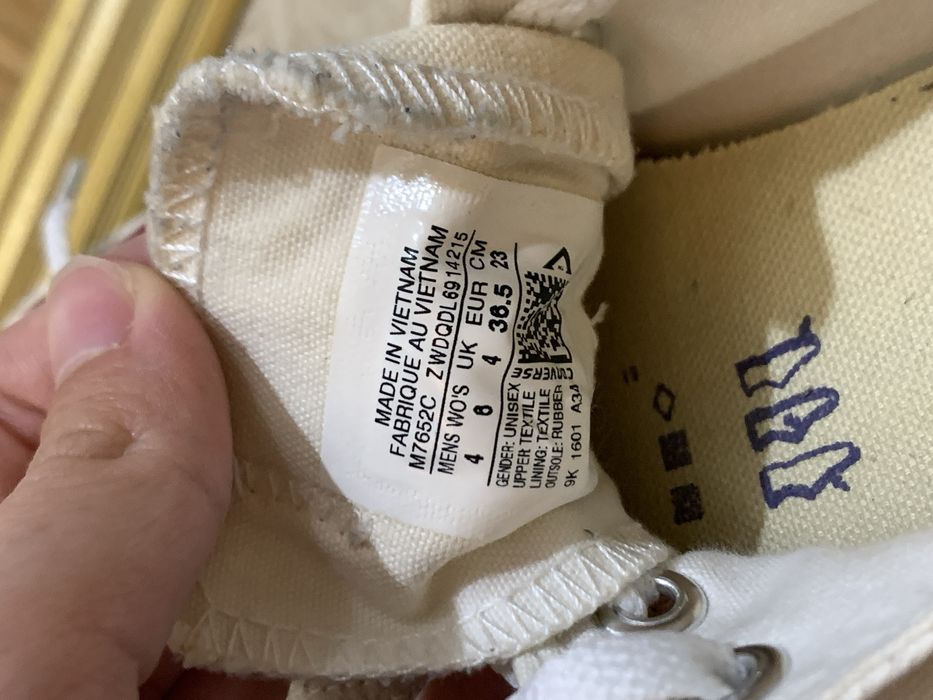 MADE IN VIETNAM
FABRIQUE AU VIETNAM
M7652C ZWDQDL6914215
MENS WO'S UK EUR CM
4 6 4 36.5 23
GENDER: UNISEX
UPPER TEXTILE
LINING: TEXTILE
OUTSOLE: RUBBER
9K 1601 A34
CONVERSE